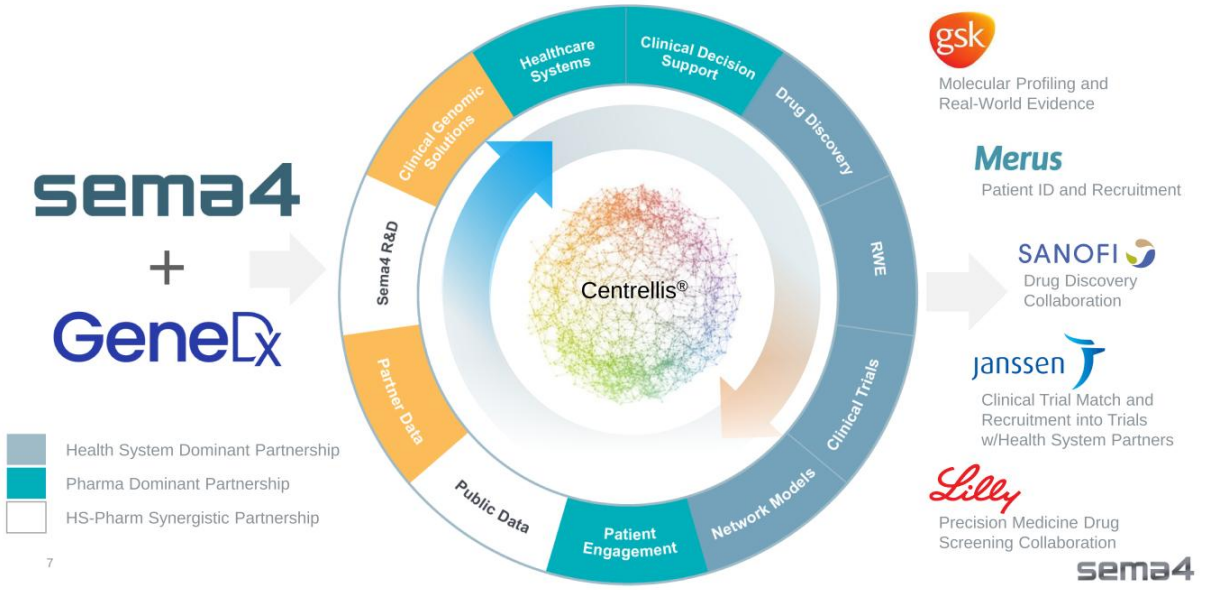 sema4
+
GeneDx
Health System Dominant Partnership
Pharma Dominant Partnership
HS-Pharm Synergistic Partnership
7
Healthcare
Systems
Clinical Decision
Support
Drug Discovery
RWE
Clinical Trials
Network Models
Patient
Engagement
Public Data
Partner Data
Sema4 R&D
Clinical Genomic
Solutions
Centrellis®
gsk
Molecular Profiling and
Real-World Evidence
Merus
Patient ID and Recruitment
SANOFI
Drug Discovery
Collaboration
Janssen
Clinical Trial Match and
Recruitment into Trials
w/Health System Partners
Lilly
Precision Medicine Drug
Screening Collaboration
sema4